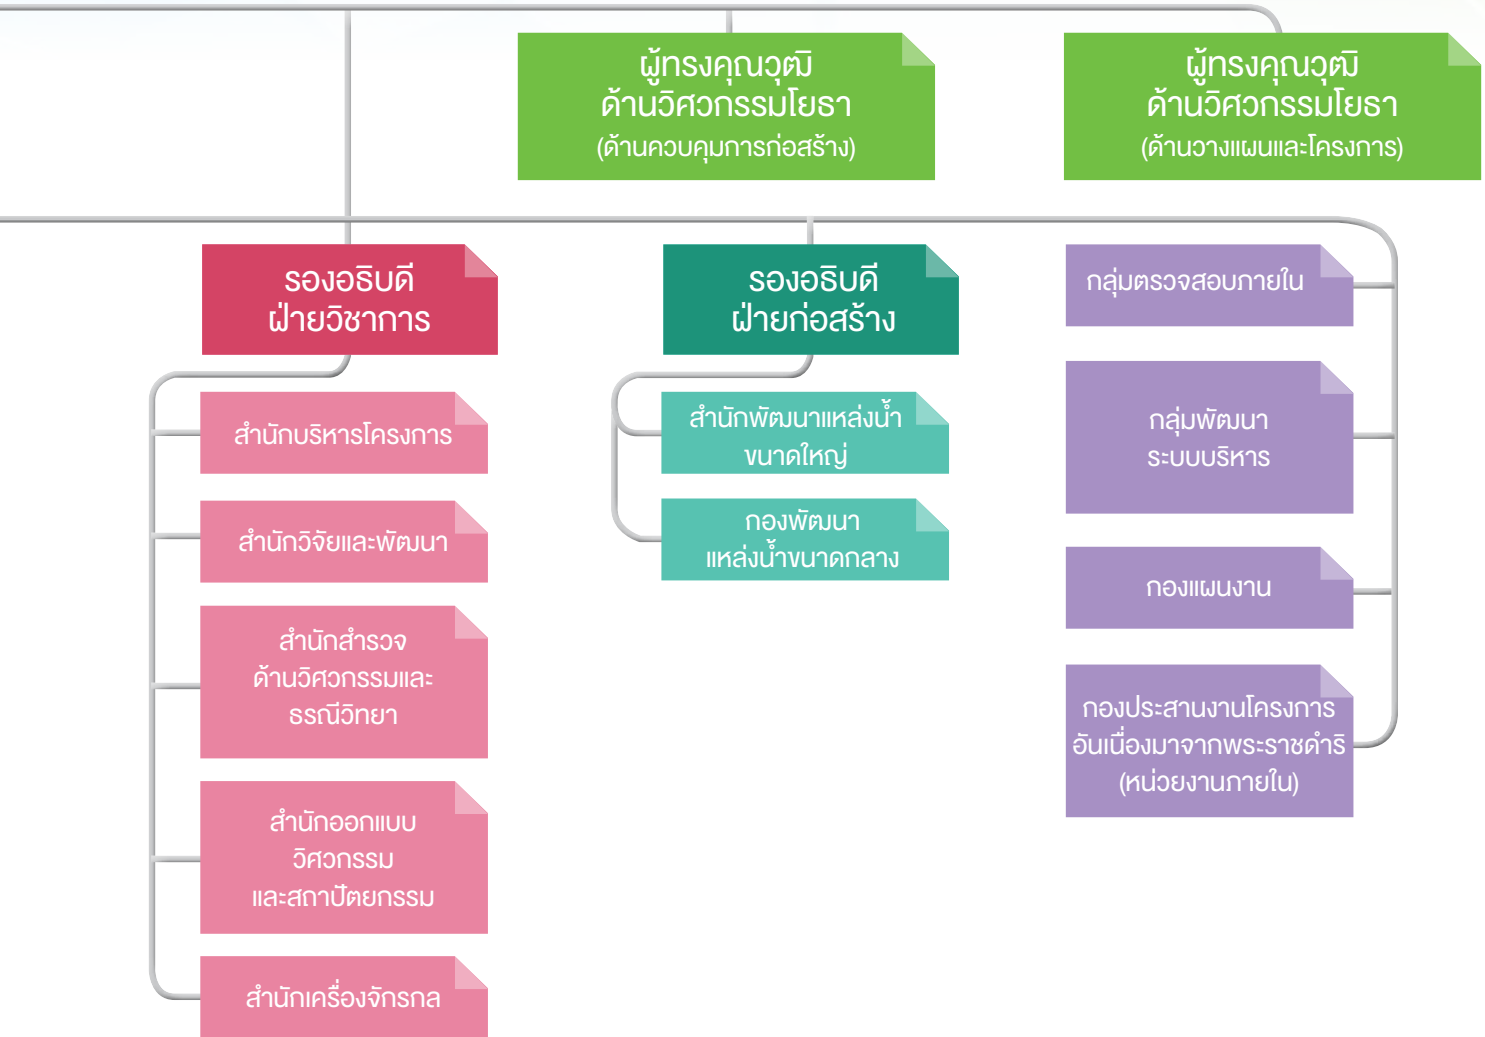 ผู้ทรงคุณวุฒิ
ด้านวิศวกรรมโยธา
(ด้านควบคุมการก่อสร้าง)
ผู้ทรงคุณวุฒิ
ด้านวิศวกรรมโยธา
(ด้านวางแผนและโครงการ)
รองอธิบดี
ฝ่ายวิชาการ
สำนักบริหารโครงการ
สำนักวิจัยและพัฒนา
สำนักสำรวจ
ด้านวิศวกรรมและ
ธรณีวิทยา
สำนักออกแบบ
วิศวกรรม
และสถาปัตยกรรม
สำนักเครื่องจักรกล
รองอธิบดี
ฝ่ายก่อสร้าง
สำนักพัฒนาแหล่งน้ำ
ขนาดใหญ่
กองพัฒนา
แหล่งน้ำขนาดกลาง
กลุ่มตรวจสอบภายใน
กลุ่มพัฒนา
ระบบบริหาร
กองแผนงาน
กองประสานงานโครงการ
อันเนื่องมาจากพระราชดำริ
(หน่วยงานภายใน)